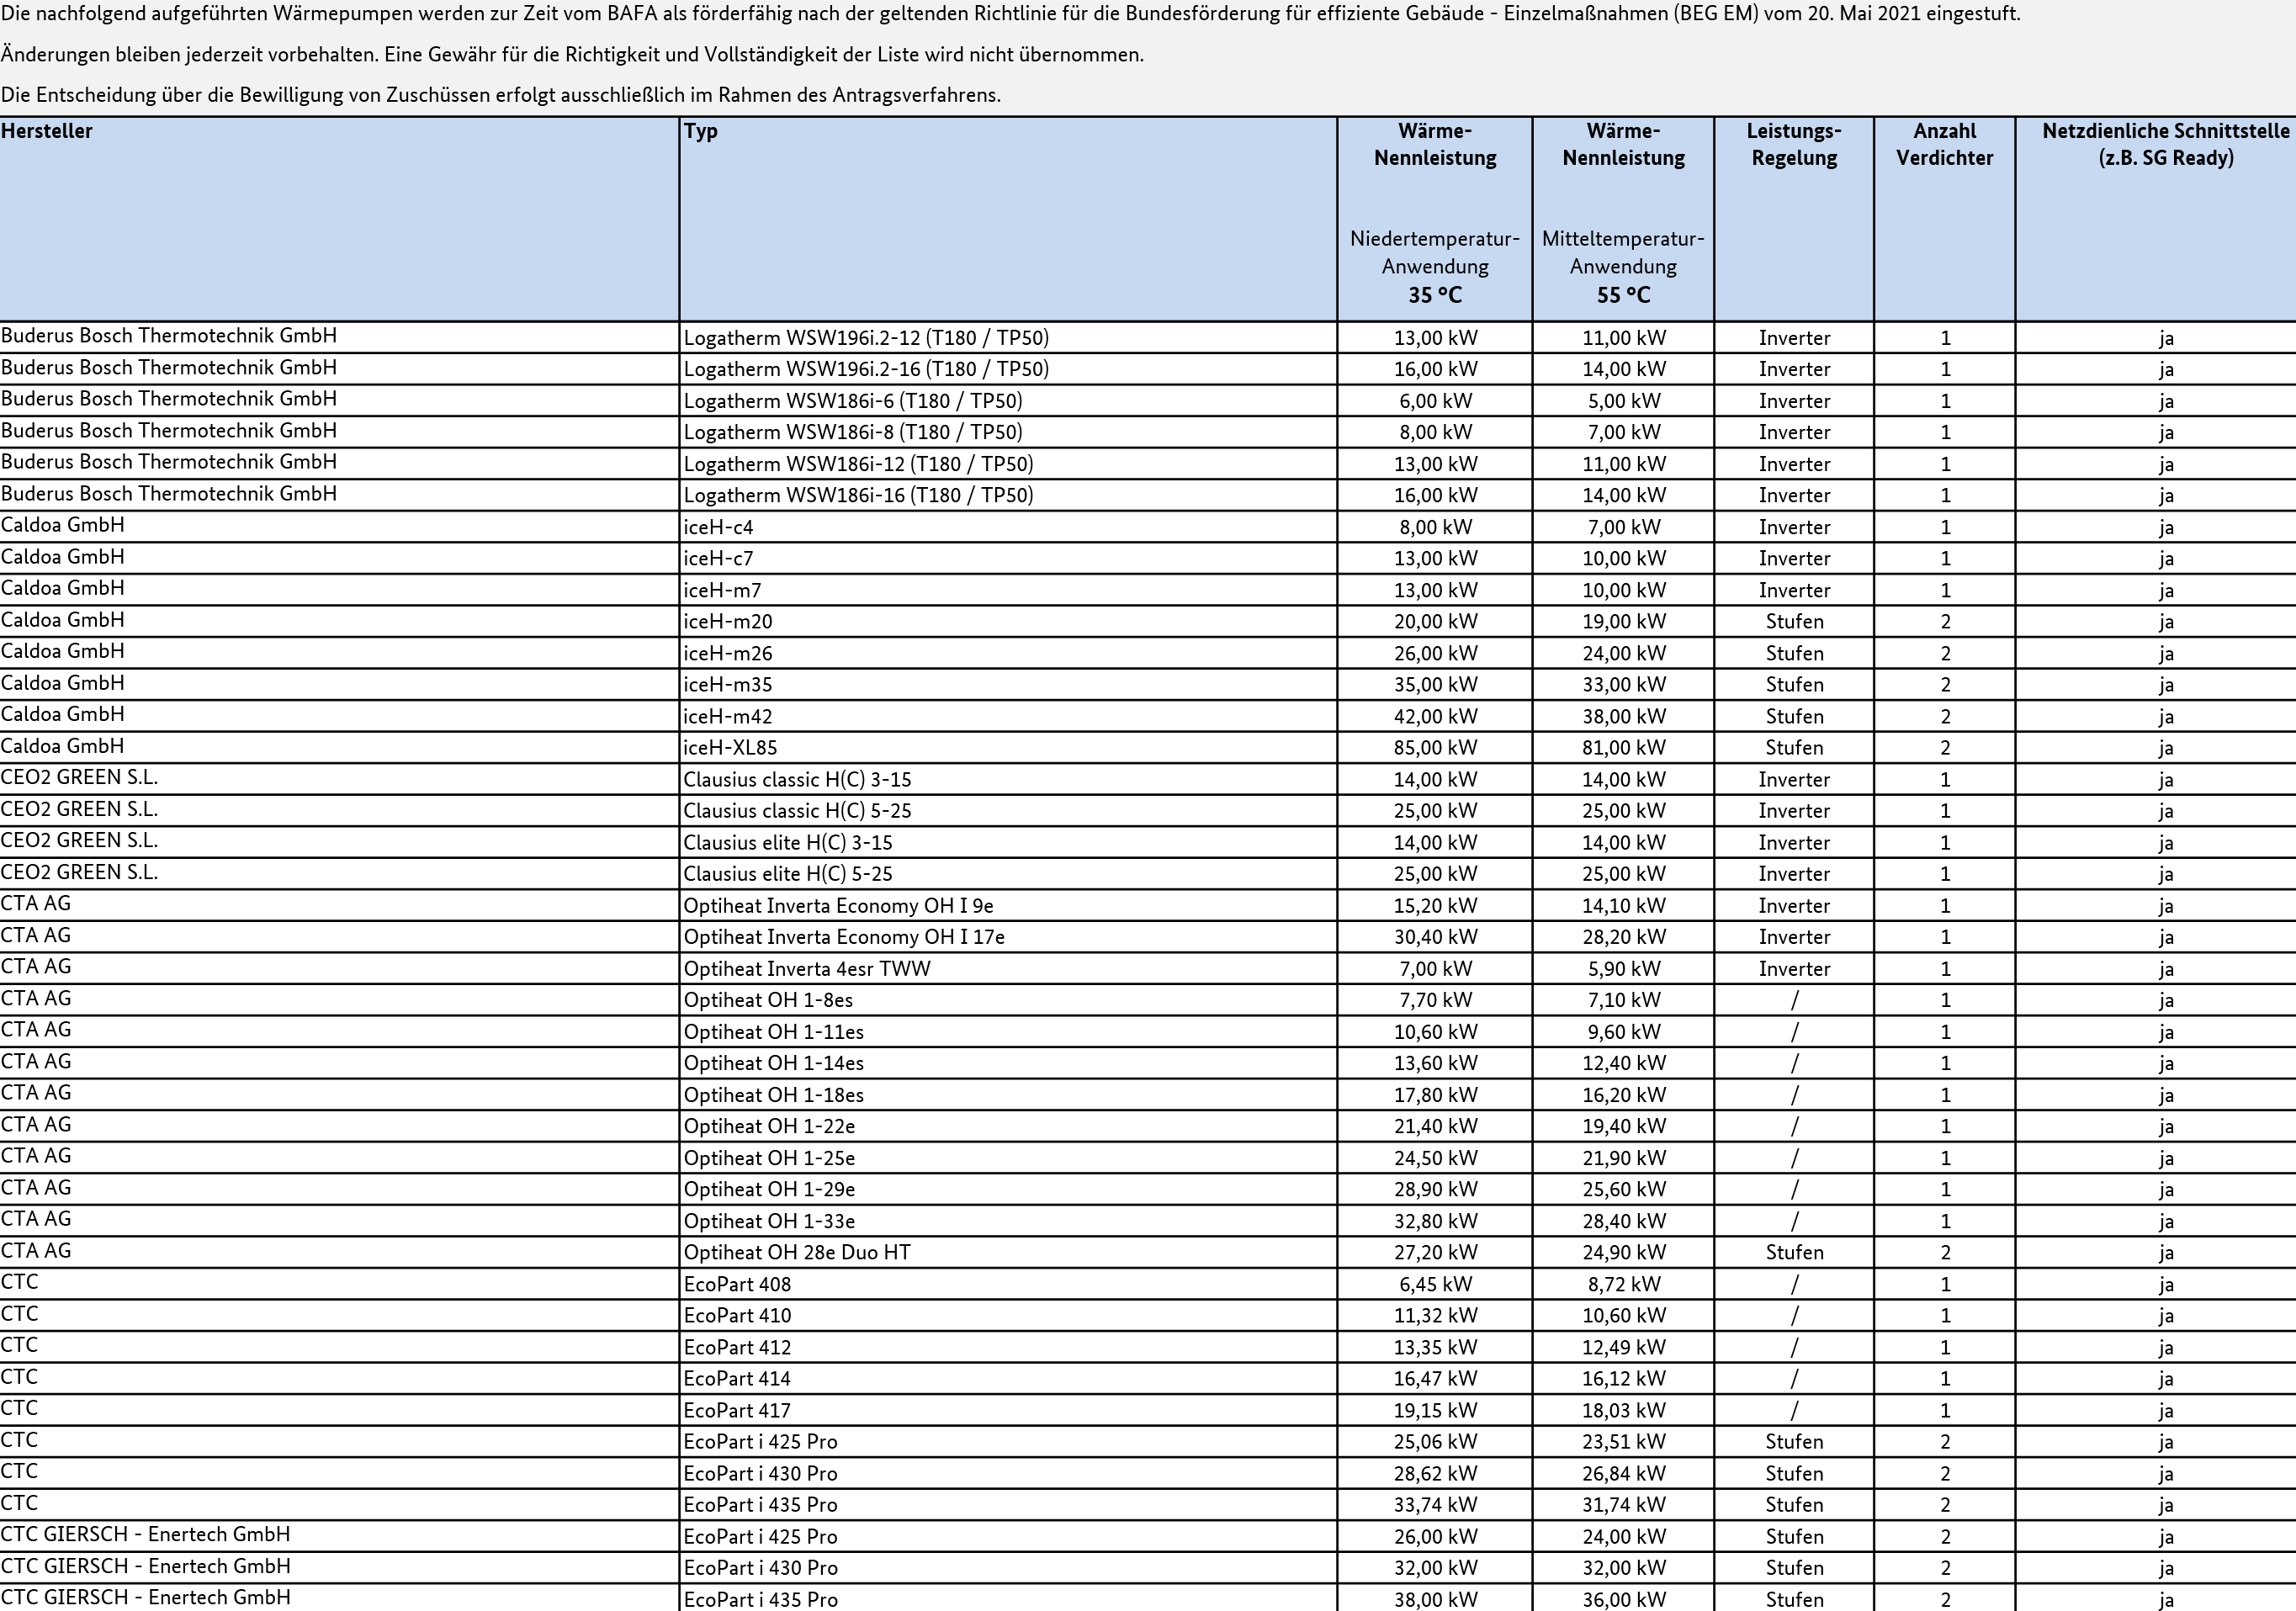 Die nachfolgend aufgeführten Wärmepumpen werden zur Zeit vom BAFA als förderfähig nach der geltenden Richtlinie für die Bundesförderung für effiziente Gebäude - Einzelmaßnahmen (BEG EM) vom 20. Mai 2021 eingestuft.
Änderungen bleiben jederzeit vorbehalten. Eine Gewähr für die Richtigkeit und Vollständigkeit der Liste wird nicht übernommen.
Die Entscheidung über die Bewilligung von Zuschüssen erfolgt ausschließlich im Rahmen des Antragsverfahrens.
Hersteller Typ Wärme- Wärme- Leistungs- Anzahl Netzdienliche Schnittstelle
Nennleistung Nennleistung Regelung Verdichter (z.B. SG Ready)
Niedertemperatur- Mitteltemperatur-
Anwendung Anwendung
35 °C 55 °C
Buderus Bosch Thermotechnik GmbH Logatherm WSW196i.2-12 (T180 / TP50) 13,00 kW 11,00 kW Inverter 1 ja
Buderus Bosch Thermotechnik GmbH Logatherm WSW196i.2-16 (T180 / TP50) 16,00 kW 14,00 kW Inverter 1 ja
Buderus Bosch Thermotechnik GmbH Logatherm WSW186i-6 (T180 / TP50) 6,00 kW 5,00 kW Inverter 1 ja
Buderus Bosch Thermotechnik GmbH Logatherm WSW186i-8 (T180 / TP50) 8,00 kW 7,00 kW Inverter 1 ja
Buderus Bosch Thermotechnik GmbH Logatherm WSW186i-12 (T180 / TP50) 13,00 kW 11,00 kW Inverter 1 ja
Buderus Bosch Thermotechnik GmbH Logatherm WSW186i-16 (T180 / TP50) 16,00 kW 14,00 kW Inverter 1 ja
Caldoa GmbH iceH-c4 8,00 kW 7,00 kW Inverter 1 ja
Caldoa GmbH iceH-c7 13,00 kW 10,00 kW Inverter 1 ja
Caldoa GmbH iceH-m7 13,00 kW 10,00 kW Inverter 1 ja
Caldoa GmbH iceH-m20 20,00 kW 19,00 kW Stufen 2 ja
Caldoa GmbH iceH-m26 26,00 kW 24,00 kW Stufen 2 ja
Caldoa GmbH iceH-m35 35,00 kW 33,00 kW Stufen 2 ja
Caldoa GmbH iceH-m42 42,00 kW 38,00 kW Stufen 2 ja
Caldoa GmbH iceH-XL85 85,00 kW 81,00 kW Stufen 2 ja
CEO2 GREEN S.L. Clausius classic H(C) 3-15 14,00 kW 14,00 kW Inverter 1 ja
CEO2 GREEN S.L. Clausius classic H(C) 5-25 25,00 kW 25,00 kW Inverter 1 ja
CEO2 GREEN S.L. Clausius elite H(C) 3-15 14,00 kW 14,00 kW Inverter 1 ja
CEO2 GREEN S.L. Clausius elite H(C) 5-25 25,00 kW 25,00 kW Inverter 1 ja
CTA AG Optiheat Inverta Economy OH I 9e 15,20 kW 14,10 kW Inverter 1 ja
CTA AG Optiheat Inverta Economy OH I 17e 30,40 kW 28,20 kW Inverter 1 ja
CTA AG Optiheat Inverta 4esr TWW 7,00 kW 5,90 kW Inverter 1 ja
CTA AG Optiheat OH 1-8es 7,70 kW 7,10 kW / 1 ja
CTA AG Optiheat OH 1-11es 10,60 kW 9,60 kW / 1 ja
CTA AG Optiheat OH 1-14es 13,60 kW 12,40 kW / 1 ja
CTA AG Optiheat OH 1-18es 17,80 kW 16,20 kW / 1 ja
CTA AG Optiheat OH 1-22e 21,40 kW 19,40 kW / 1 ja
CTA AG Optiheat OH 1-25e 24,50 kW 21,90 kW / 1 ja
CTA AG Optiheat OH 1-29e 28,90 kW 25,60 kW / 1 ja
CTA AG Optiheat OH 1-33e 32,80 kW 28,40 kW / 1 ja
CTA AG Optiheat OH 28e Duo HT 27,20 kW 24,90 kW Stufen 2 ja
CTC EcoPart 408 6,45 kW 8,72 kW / 1 ja
CTC EcoPart 410 11,32 kW 10,60 kW / 1 ja
CTC EcoPart 412 13,35 kW 12,49 kW / 1 ja
CTC EcoPart 414 16,47 kW 16,12 kW / 1 ja
CTC EcoPart 417 19,15 kW 18,03 kW / 1 ja
CTC EcoPart i 425 Pro 25,06 kW 23,51 kW Stufen 2 ja
CTC EcoPart i 430 Pro 28,62 kW 26,84 kW Stufen 2 ja
CTC EcoPart i 435 Pro 33,74 kW 31,74 kW Stufen 2 ja
CTC GIERSCH - Enertech GmbH EcoPart i 425 Pro 26,00 kW 24,00 kW Stufen 2 ja
CTC GIERSCH - Enertech GmbH EcoPart i 430 Pro 32,00 kW 32,00 kW Stufen 2 ja
CTC GIERSCH - Enertech GmbH EcoPart i 435 Pro 38,00 kW 36,00 kW Stufen 2 ja